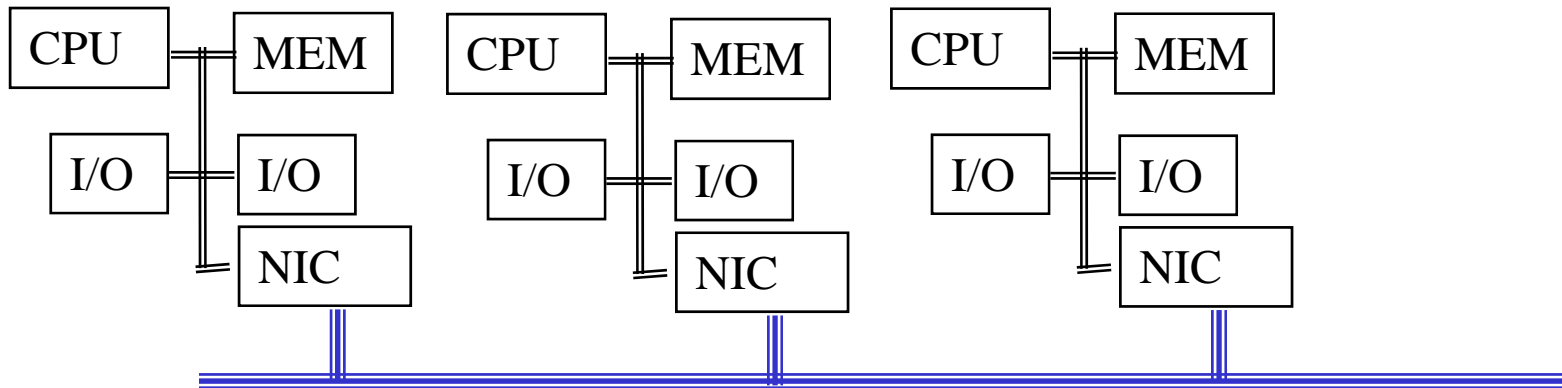 CPU MEM CPU MEM CPU MEM
I/O I/O I/O I/O I/O I/O
NIC NIC NIC